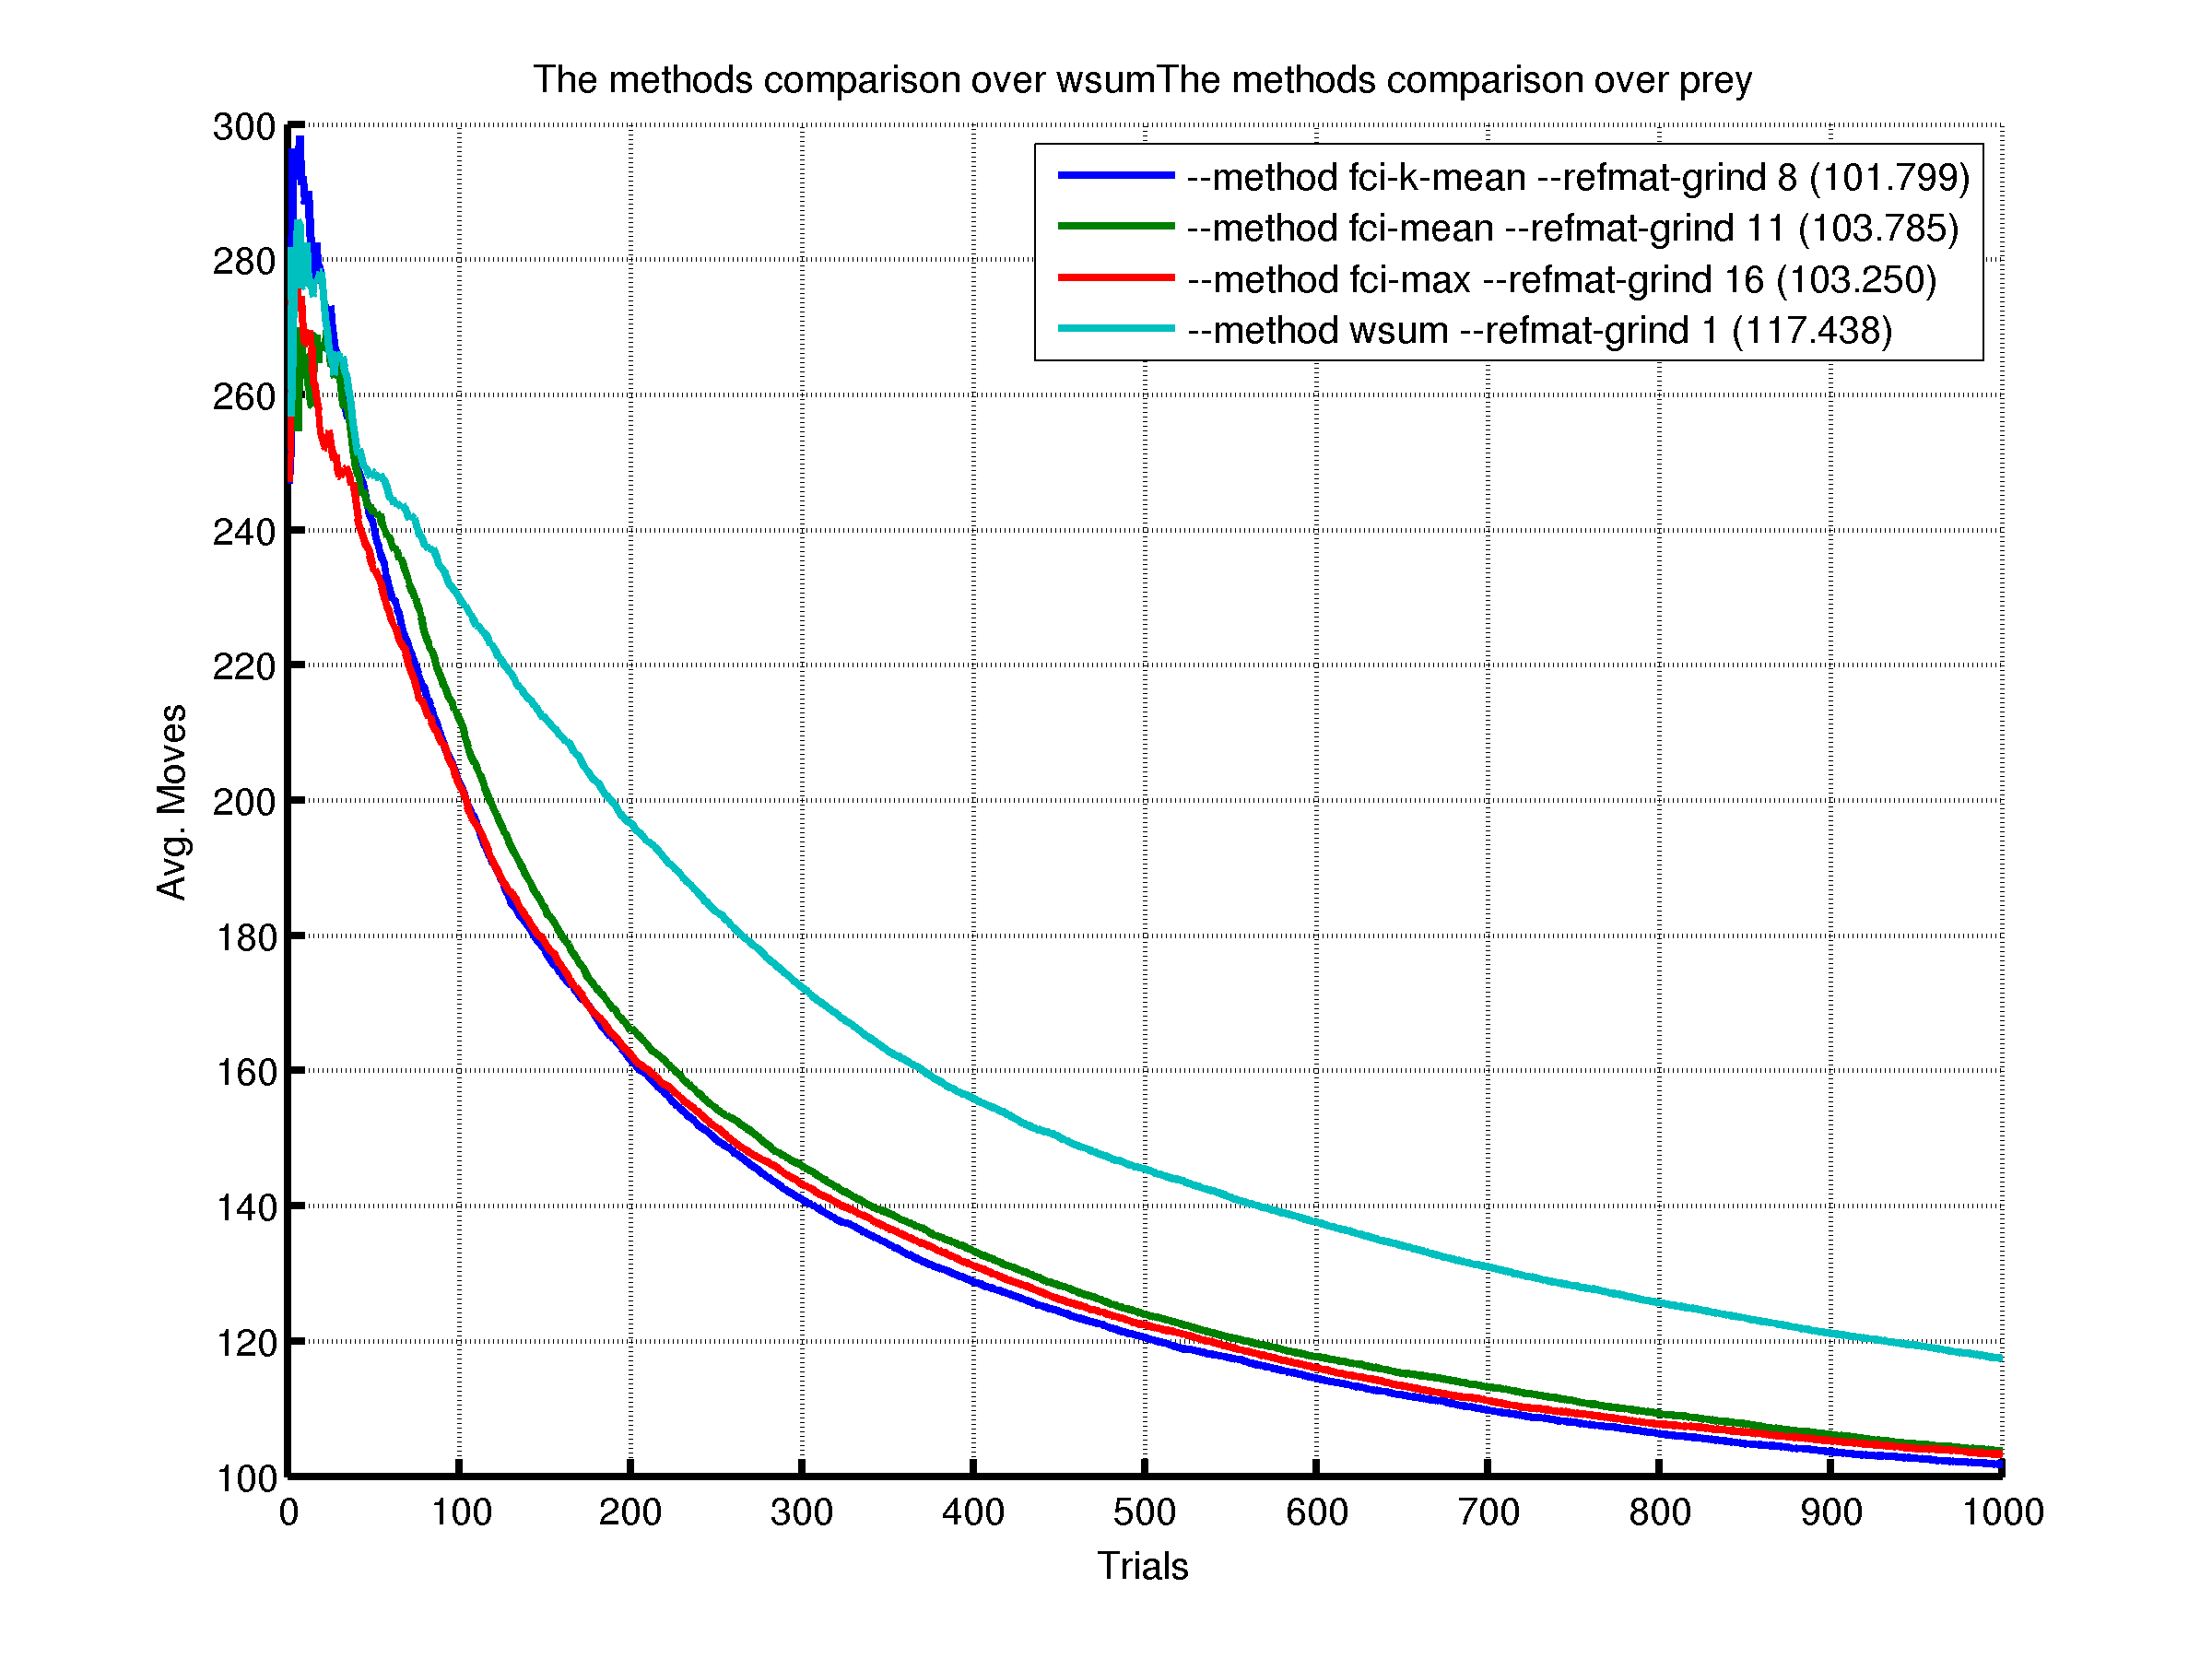 The methods comparison over wsumThe methods comparison over prey
--method fci-k-mean --refmat-grind 8 (101.799)
--method fci-mean --refmat-grind 11 (103.785)
--method fci-max --refmat-grind 16 (103.250)
--method wsum --refmat-grind 1 (117.438)
300
280
260
240
220
200
180
160
140
120
100
Avg. Moves
0 100 200 300 400 500 600 700 800 900 1000
Trials